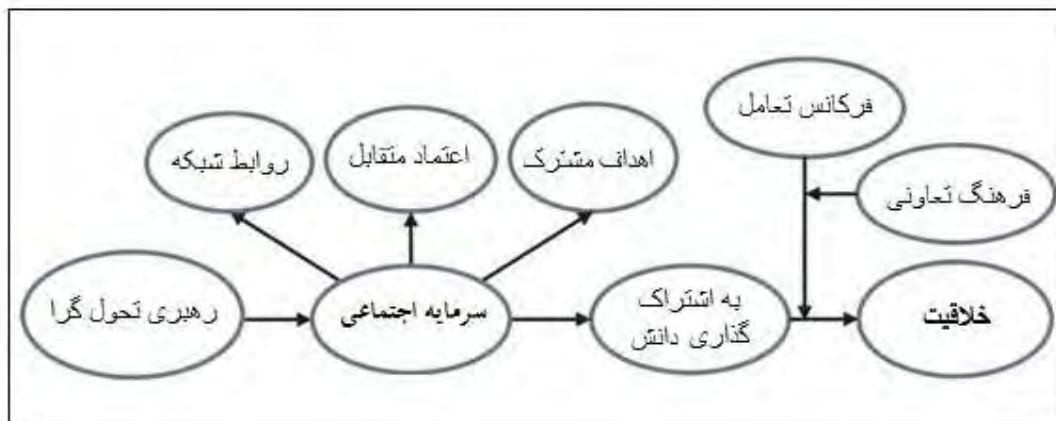 فرکانس تعامل
روابط شبکه
اعتماد متقابل
اهداف مشترک
فرهنگ تعاونی
رهبری تحول گرا
سرمایه اجتماعی
به اشتراک
گذاری دانش
خلاقیت